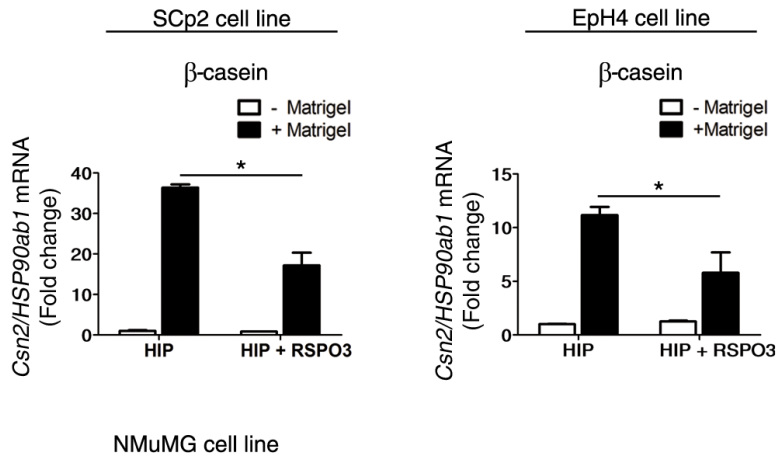 SCp2 cell line
β-casein
- Matrigel
+ Matrigel
Csn2/HSP90ab1 mRNA
(Fold change)
40
30
20
10
0
*
HIP
HIP + RSPO3
EpH4 cell line
β-casein
- Matrigel
+Matrigel
Csn2/HSP90ab1 mRNA
(Fold change)
15
10
5
0
*
HIP
HIP + RSPO3
NMuMG cell line